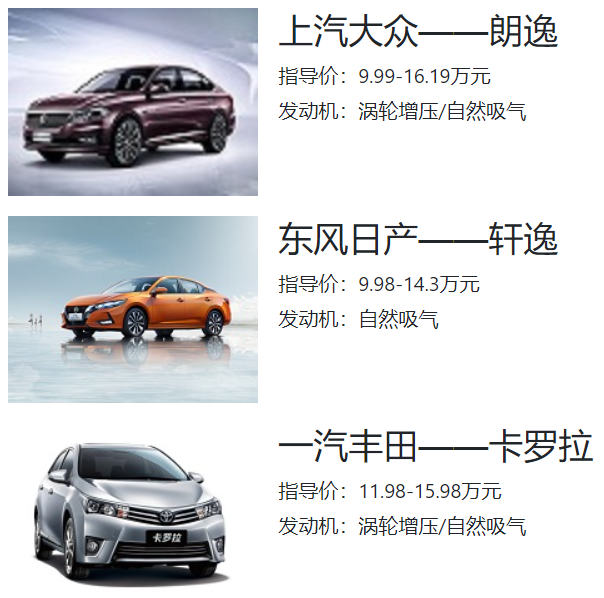 上汽大众——朗逸
指导价：9.99-16.19万元
发动机：涡轮增压/自然吸气
东风日产——轩逸
指导价：9.98-14.3万元
发动机：自然吸气
一汽丰田——卡罗拉
指导价：11.98-15.98万元
发动机：涡轮增压/自然吸气
卡罗拉